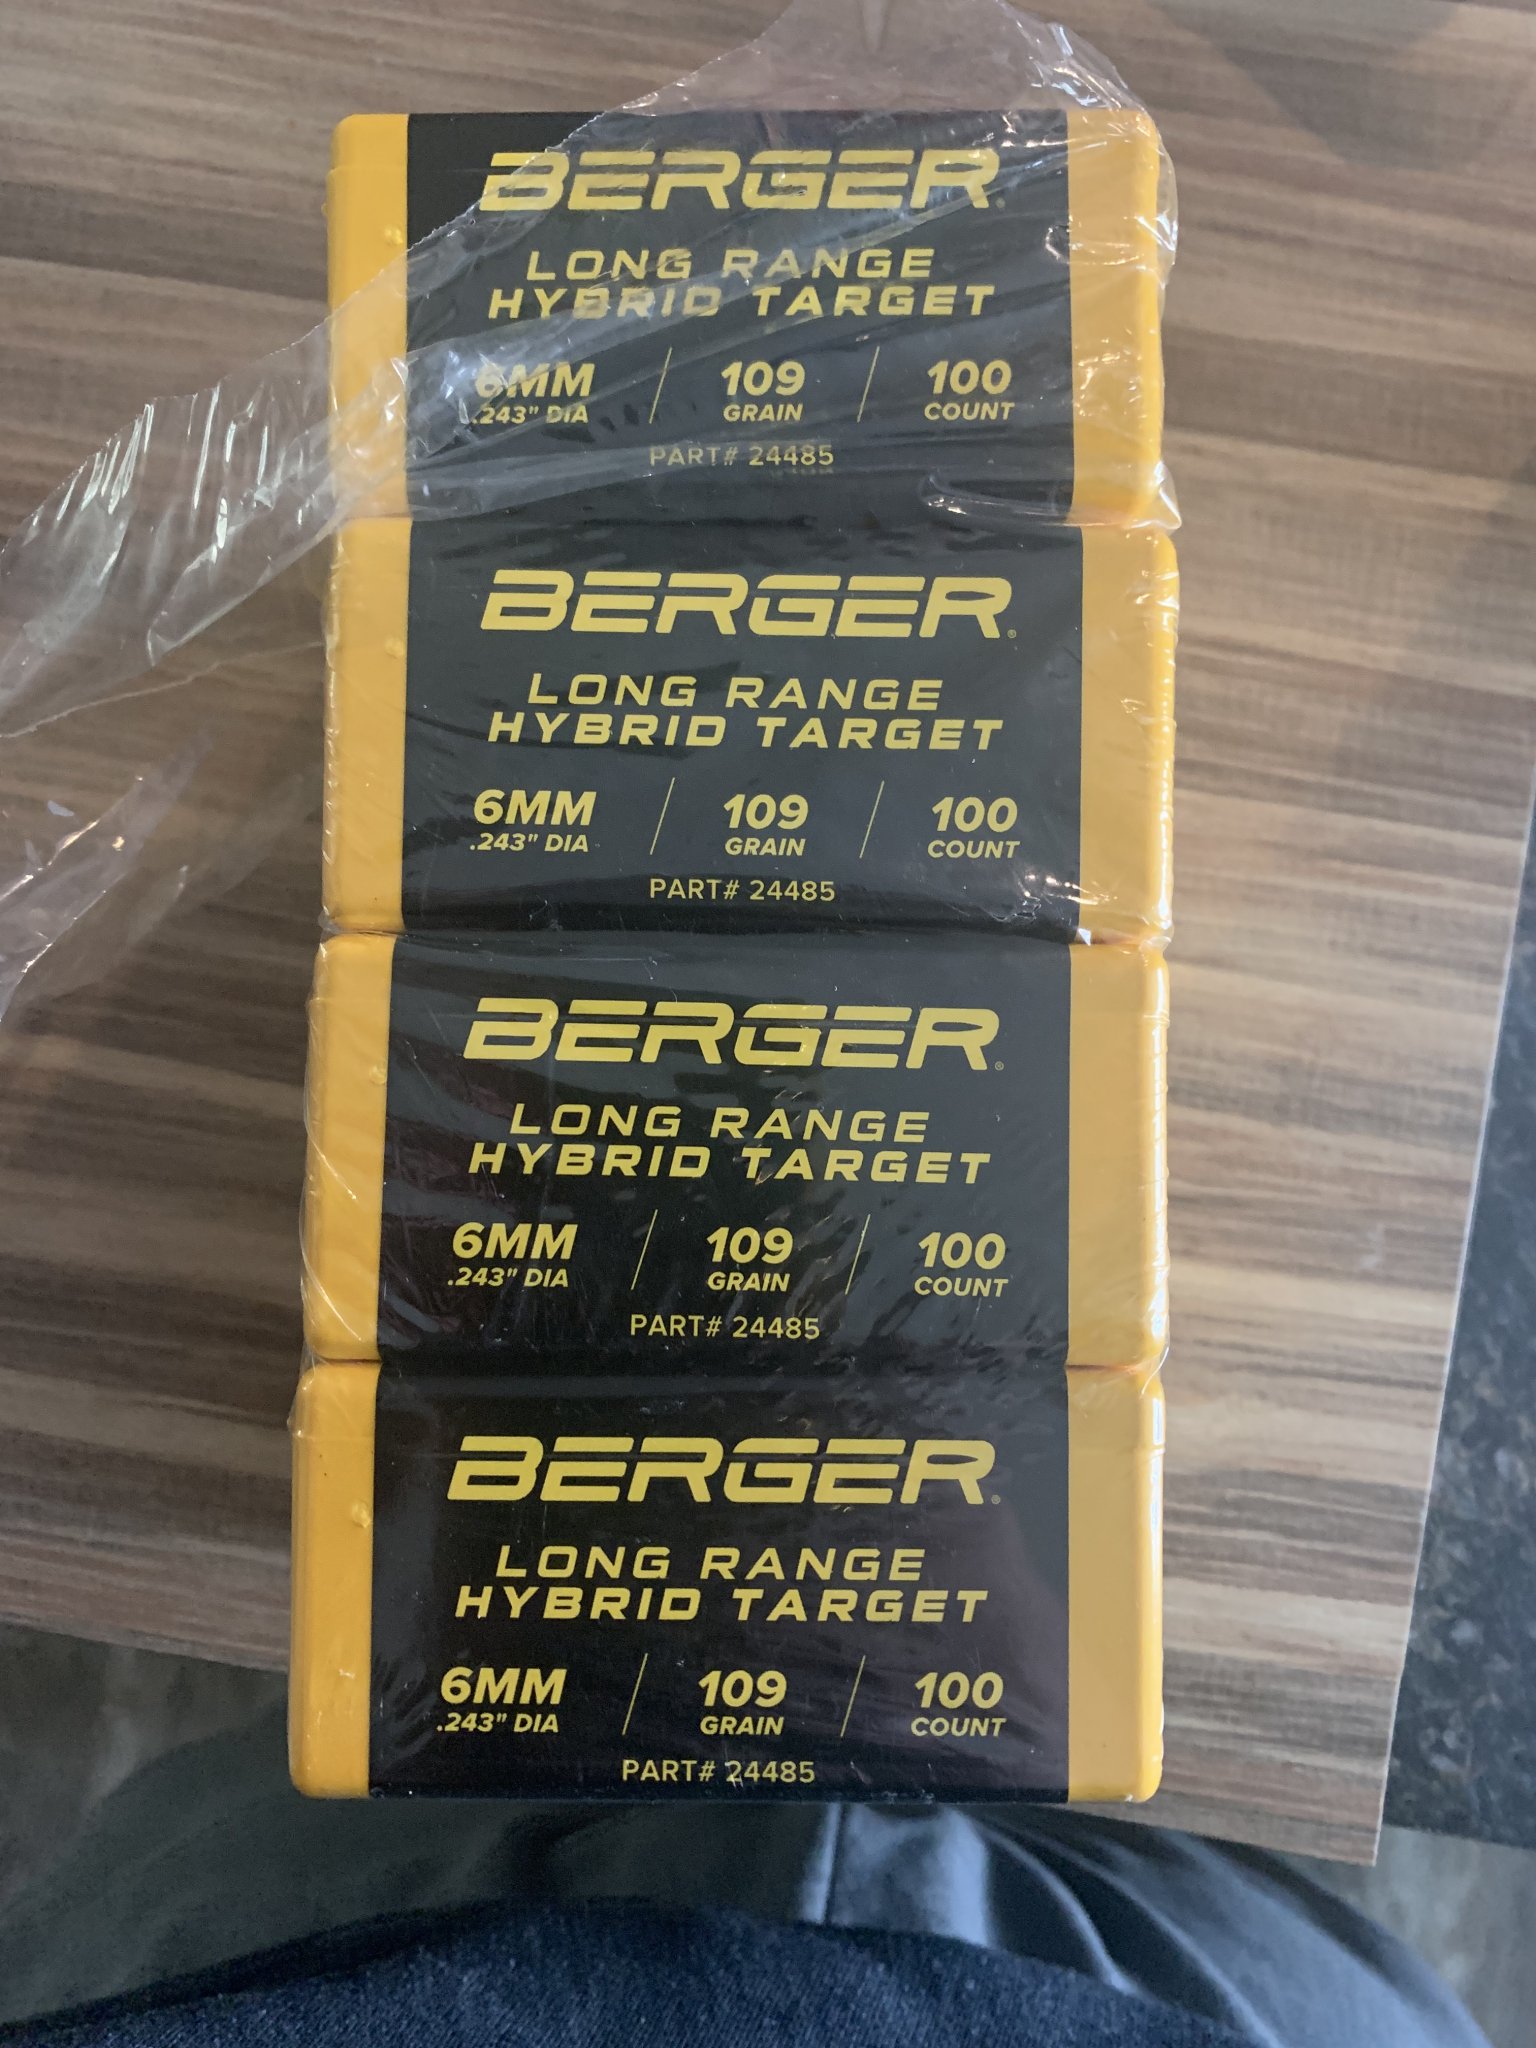 BERGER®
LONG RANGE
HYBRID TARGET
6MM 109 100
.243" DIA GRAIN COUNT
PART# 24485
BERGER®
LONG RANGE
HYBRID TARGET
6MM 109 100
.243" DIA GRAIN COUNT
PART# 24485
BERGER®
LONG RANGE
HYBRID TARGET
6MM 109 100
.243" DIA GRAIN COUNT
PART# 24485
BERGER®
LONG RANGE
HYBRID TARGET
6MM 109 100
.243" DIA GRAIN COUNT
PART# 24485